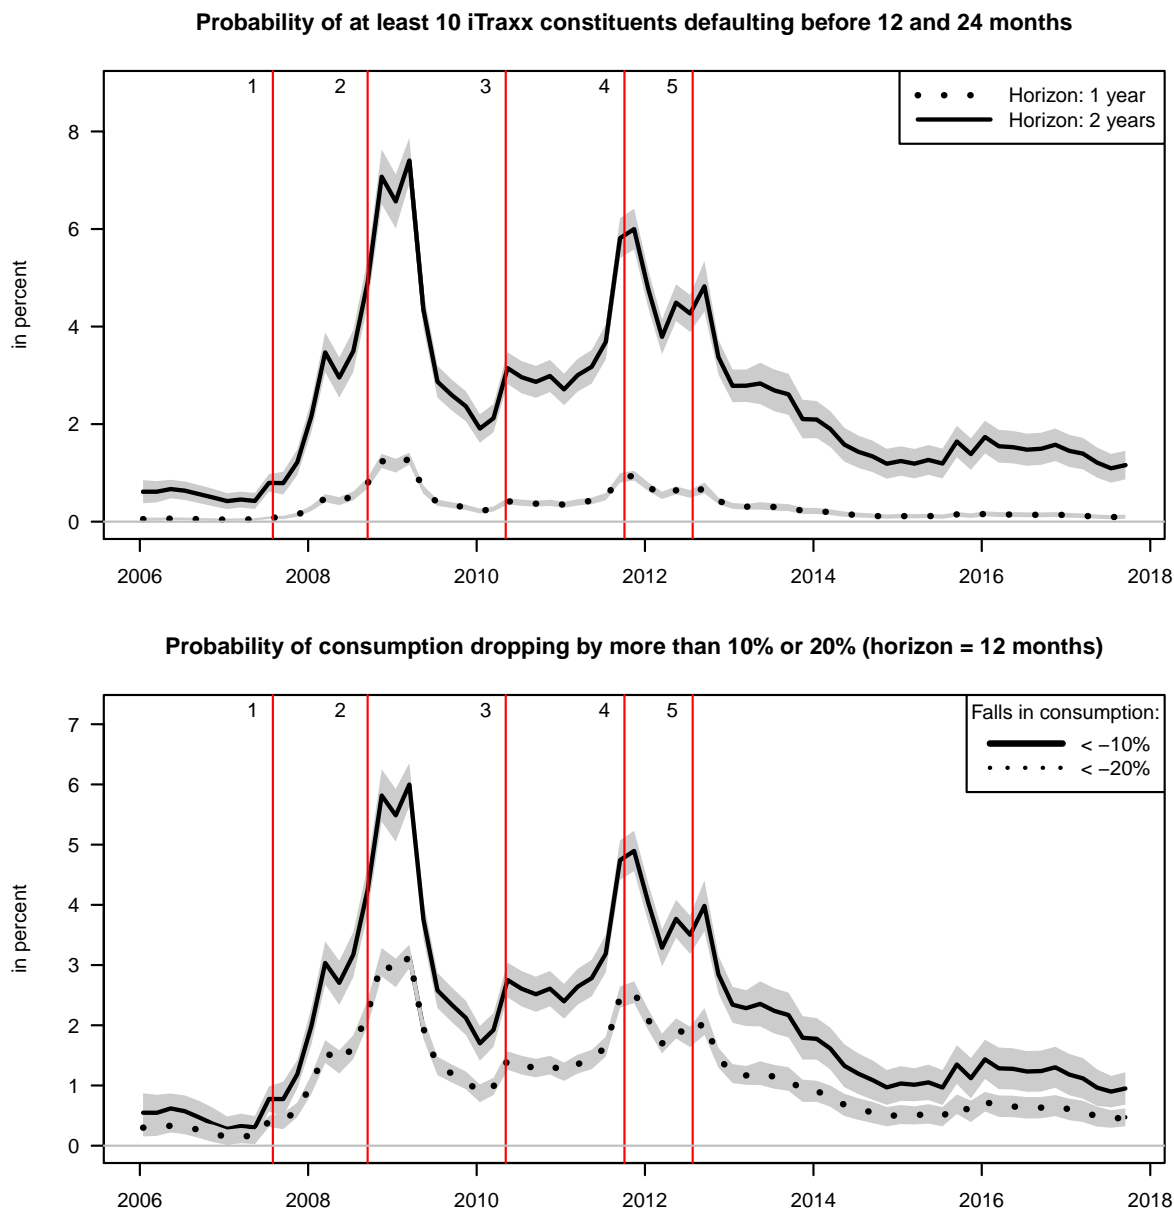 Probability of at least 10 iTraxx constituents defaulting before 12 and 24 months
1 2 3 4 5
Horizon: 1 year
Horizon: 2 years
in percent
8
6
4
2
0
2006 2008 2010 2012 2014 2016 2018
Probability of consumption dropping by more than 10% or 20% (horizon = 12 months)
1 2 3 4 5
Falls in consumption:
< −10%
< −20%
in percent
7
6
5
4
3
2
1
0
2006 2008 2010 2012 2014 2016 2018